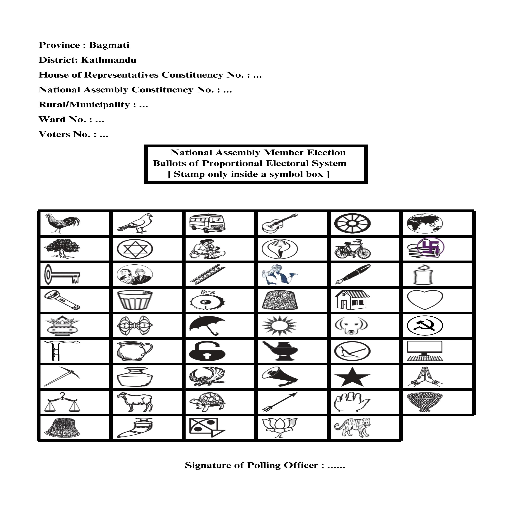 Province : Bagmati
District: Kathmandu
House of Representatives Constituency No. : ...
National Assembly Constituency No. : ...
Rural/Municipality : ...
Ward No. : ...
Voters No. : ...
National Assembly Member Election
Ballots of Proportional Electoral System
[ Stamp only inside a symbol box ]
Signature of Polling Officer : ......